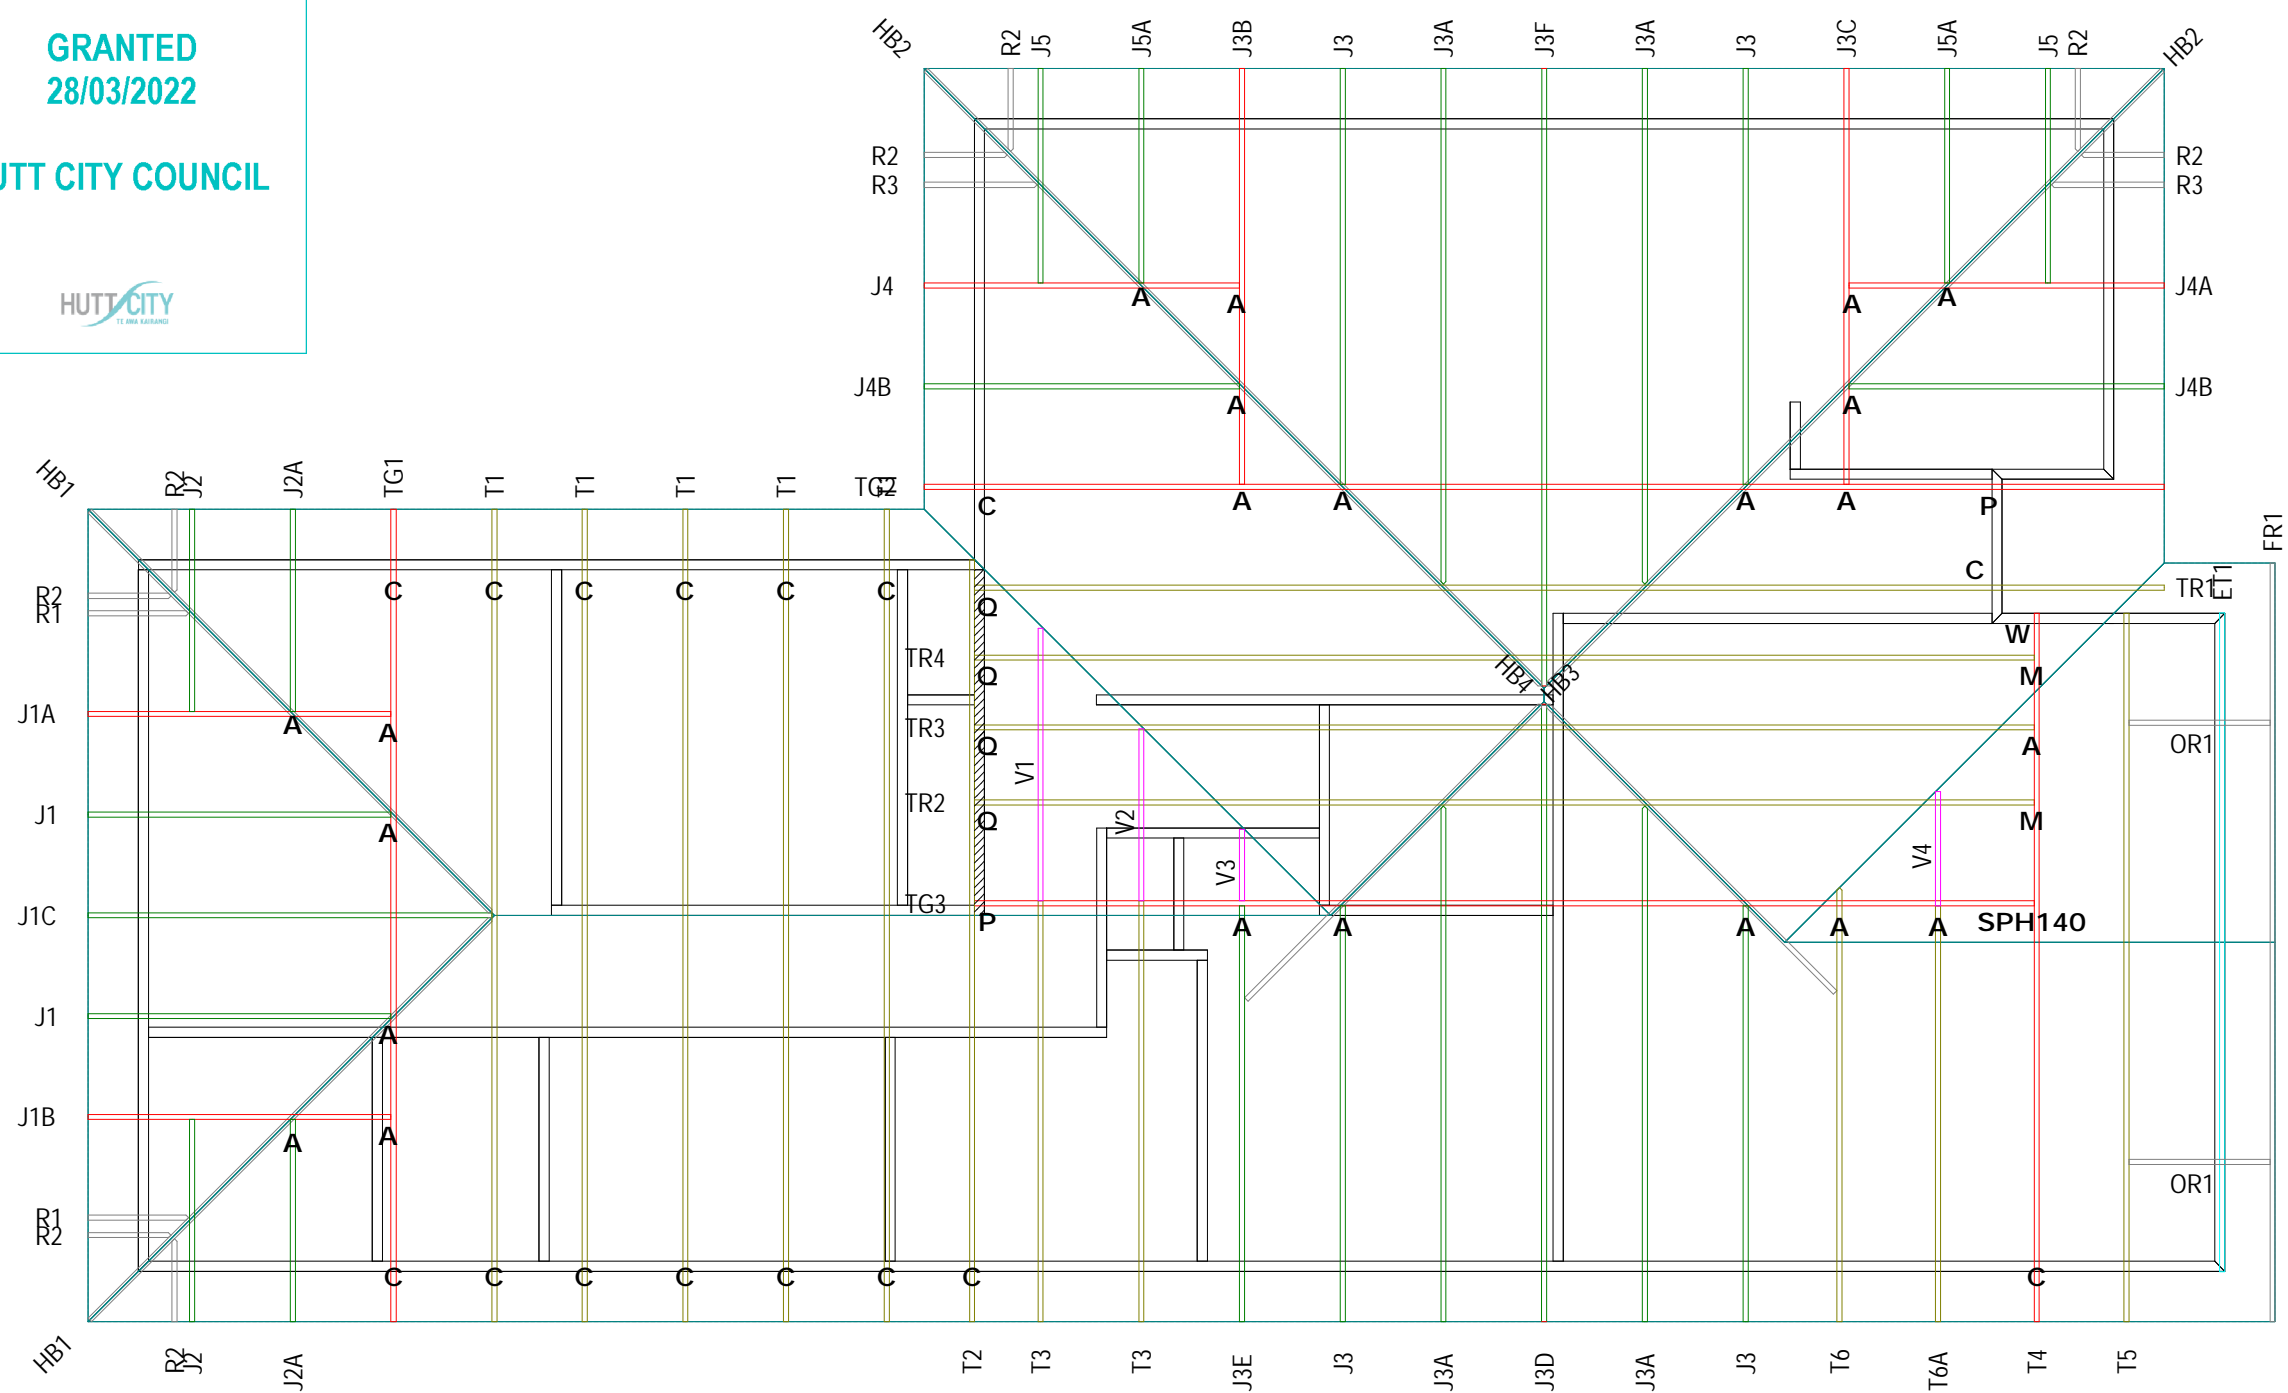 GRANTED
28/03/2022
UTT CITY COUNCIL
HUTT CITY
TE AWA KAIRANGI
HB2 R2 J5 J5A J3B J3 J3A J3F J3A J3 J3C J5A J5 R2 HB2
R2 R2
R3 R3
J4 A A A A J4A
J4B A A J4B
HB1 R2 J2 J2A TG1 T1 T1 T1 T1 TG2 T1
C A A A A P
FR1
C
R2 C C C C C C TR1 ET1
R1 Q
W
TR4 Q HB4 HB3 M
J1A A A TR3 Q A OR1
V1
J1 A TR2 Q V2 M
V3 V4
J1C TG3 P A A A A A SPH140
J1 A
J1B A A
R1 OR1
R2
C C C C C C C C
HB1 R2 J2 J2A T2 T3 T3 J3E J3 J3A J3D J3A J3 T6 T6A T4 T5